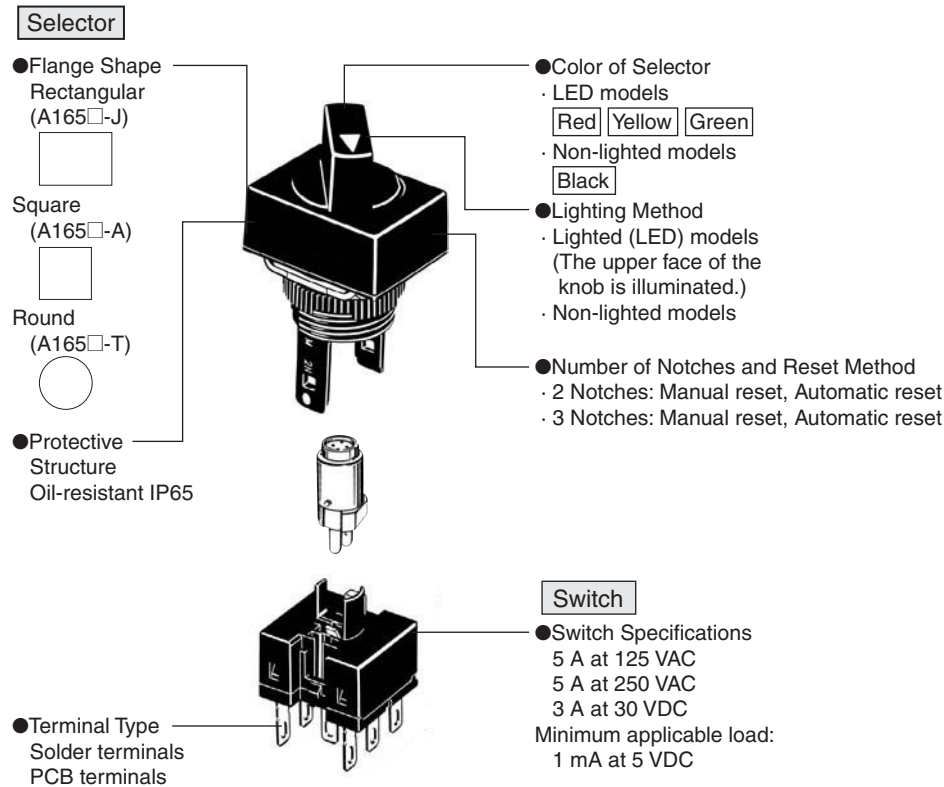 Selector
●Flange Shape
Rectangular
(A165□-J)
Square
(A165□-A)
Round
(A165□-T)
●Protective
Structure
Oil-resistant IP65
●Color of Selector
· LED models
Red Yellow Green
· Non-lighted models
Black
●Lighting Method
· Lighted (LED) models
(The upper face of the
knob is illuminated.)
· Non-lighted models
●Number of Notches and Reset Method
· 2 Notches: Manual reset, Automatic reset
· 3 Notches: Manual reset, Automatic reset
●Terminal Type
Solder terminals
PCB terminals
Switch
●Switch Specifications
5 A at 125 VAC
5 A at 250 VAC
3 A at 30 VDC
Minimum applicable load:
1 mA at 5 VDC